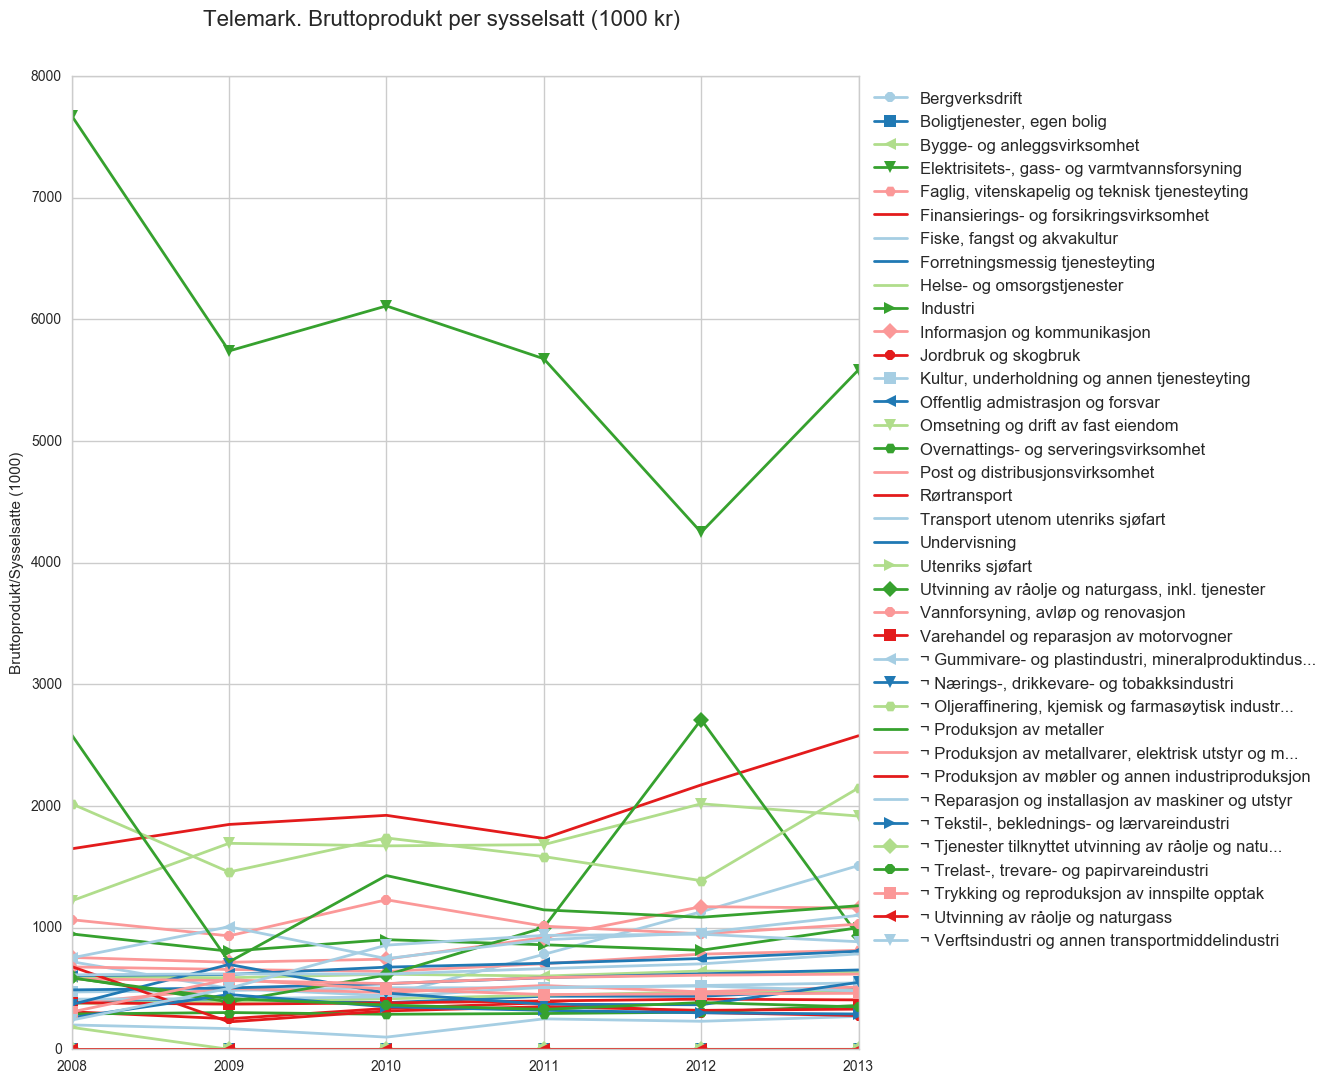 Telemark. Bruttoprodukt per sysselsatt (1000 kr)
8000
7000
6000
5000
4000
3000
2000
1000
0
Bruttoprodukt/Sysselsatte (1000)
2008
2009
2010
2011
2012
2013
Bergverksdrift
Boligtjenester, egen bolig
Bygge- og anleggsvirksomhet
Elektrisitets-, gass- og varmtvannsforsyning
Faglig, vitenskapelig og teknisk tjenesteyting
Finansierings- og forsikringsvirksomhet
Fiske, fangst og akvakultur
Forretningsmessig tjenesteyting
Helse- og omsorgstjenester
Industri
Informasjon og kommunikasjon
Jordbruk og skogbruk
Kultur, underholdning og annen tjenesteyting
Offentlig admistrasjon og forsvar
Omsetning og drift av fast eiendom
Overnattings- og serveringsvirksomhet
Post og distribusjonsvirksomhet
Rørtransport
Transport utenom utenriks sjøfart
Undervisning
Utenriks sjøfart
Utvinning av råolje og naturgass, inkl. tjenester
Vannforsyning, avløp og renovasjon
Varehandel og reparasjon av motorvogner
¬ Gummivare- og plastindustri, mineralproduktindus...
¬ Nærings-, drikkevare- og tobakksindustri
¬ Oljeraffinering, kjemisk og farmasøytisk industr...
¬ Produksjon av metaller
¬ Produksjon av metallvarer, elektrisk utstyr og m...
¬ Produksjon av møbler og annen industriproduksjon
¬ Reparasjon og installasjon av maskiner og utstyr
¬ Tekstil-, beklednings- og lærvareindustri
¬ Tjenester tilknyttet utvinning av råolje og natu...
¬ Trelast-, trevare- og papirvareindustri
¬ Trykking og reproduksjon av innspilte opptak
¬ Utvinning av råolje og naturgass
¬ Verftsindustri og annen transportmiddelindustri